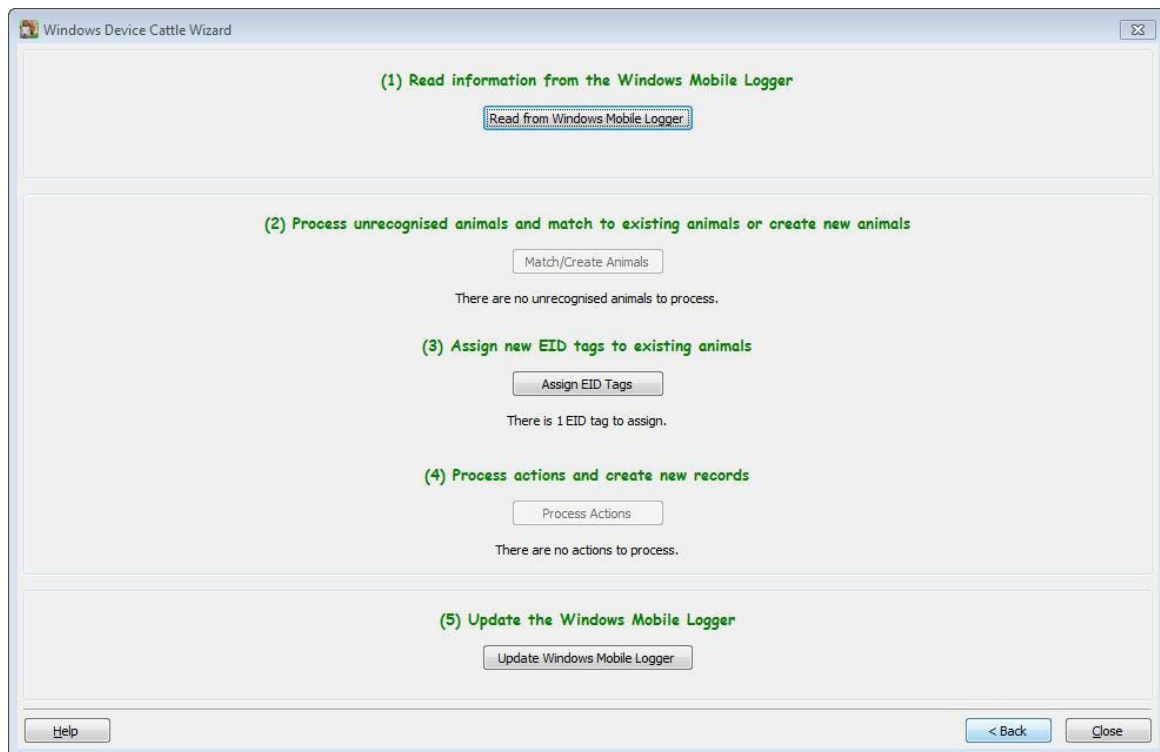 Windows Device Cattle Wizard
(1) Read information from the Windows Mobile Logger
Read from Windows Mobile Logger
(2) Process unrecognised animals and match to existing animals or create new animals
Match/Create Animals
There are no unrecognised animals to process.
(3) Assign new EID tags to existing animals
Assign EID Tags
There is 1 EID tag to assign.
(4) Process actions and create new records
Process Actions
There are no actions to process.
(5) Update the Windows Mobile Logger
Update Windows Mobile Logger
Help < Back Close